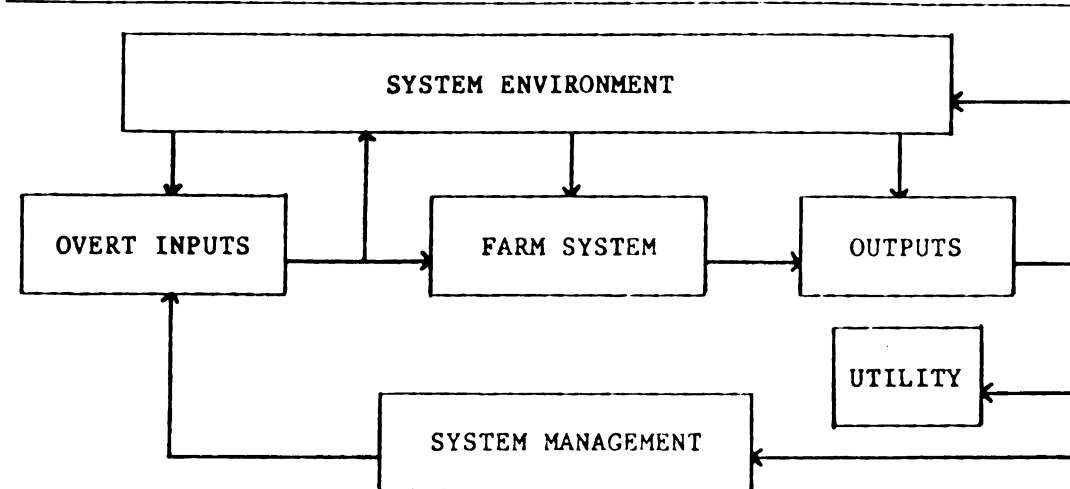 SYSTEM ENVIRONMENT
OVERT INPUTS
FARM SYSTEM
OUTPUTS
UTILITY
SYSTEM MANAGEMENT